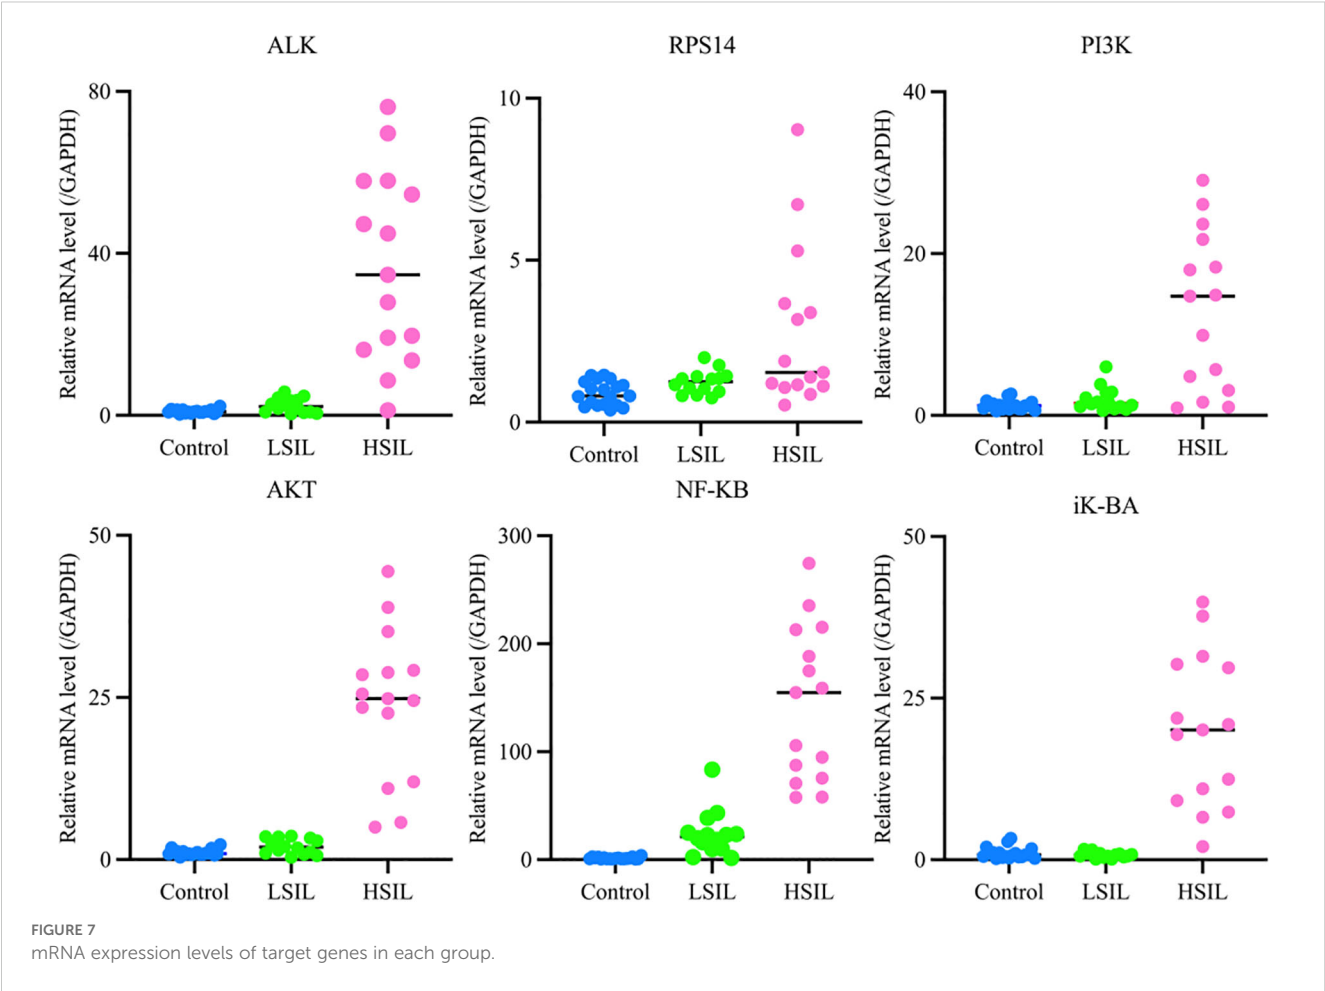 ALK
RPS14
PI3K
Relative mRNA level (/GAPDH)
80
40
0
Control
LSIL
HSIL
Relative mRNA level (/GAPDH)
10
5
0
Control
LSIL
HSIL
Relative mRNA level (/GAPDH)
40
20
0
Control
LSIL
HSIL
AKT
NF-KB
iK-BA
Relative mRNA level (/GAPDH)
50
25
0
Control
LSIL
HSIL
Relative mRNA level (/GAPDH)
300
200
100
0
Control
LSIL
HSIL
Relative mRNA level (/GAPDH)
50
25
0
Control
LSIL
HSIL
FIGURE 7
mRNA expression levels of target genes in each group.